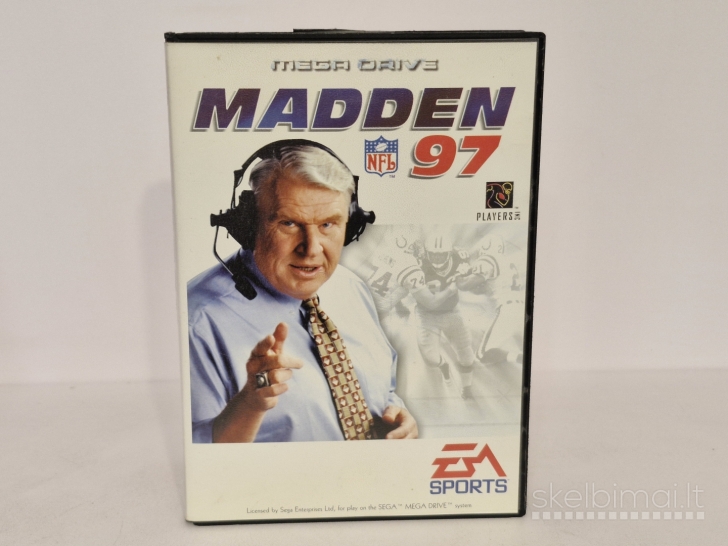 MEGA DRIVE
MADDEN
NFL
97
PLAYERS INC
EA
SPORTS
Licensed by Sega Enterprises Ltd, for play on the SEGA™ MEGA DRIVE™ system.
skelbimai.lt